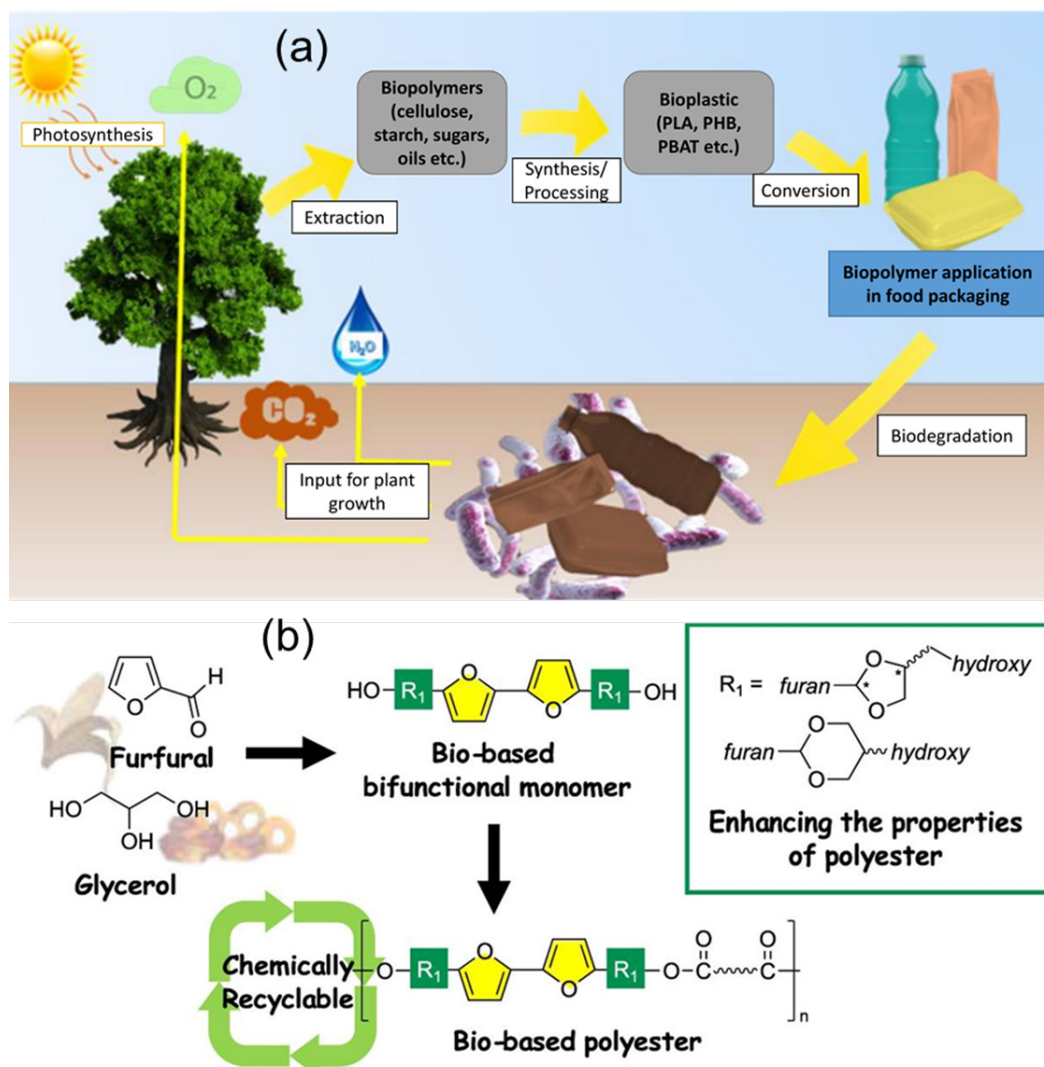 (a)
O₂
Photosynthesis
Biopolymers
(cellulose,
starch, sugars,
oils etc.)
Bioplastic
(PLA, PHB,
PBAT etc.)
Extraction
Synthesis/
Processing
Conversion
Biopolymer application
in food packaging
H₂O
CO₂
Input for plant
growth
Biodegradation
(b)
O
H
O
Furfural
HO
OH
OH
Glycerol
HO
R₁
O
O
R₁
OH
Bio-based
bifunctional monomer
R₁ =
furan
O
*
*
O
hydroxy
furan
O
O
hydroxy
Enhancing the properties
of polyester
Chemically
Recyclable
O
R₁
O
O
R₁
O
O
C
O
C
n
Bio-based polyester